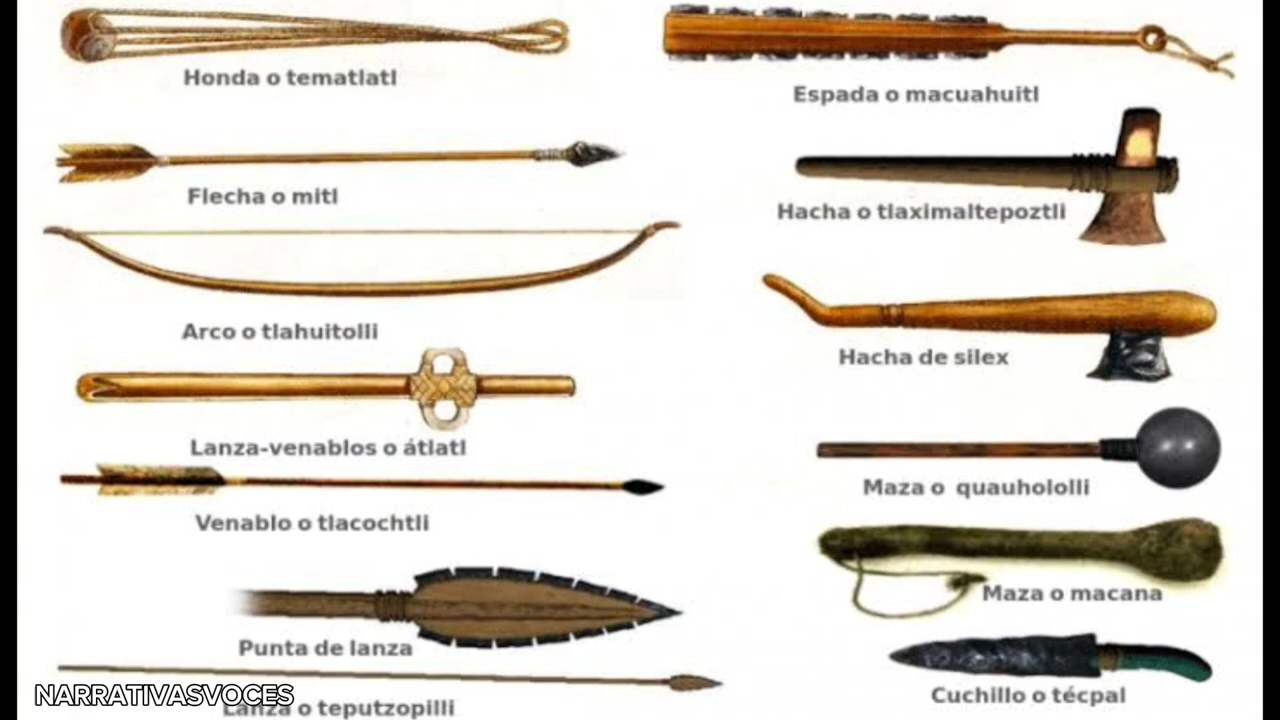 Honda o tematlatl
Flecha o mitl
Arco o tlahuitolli
Lanza-venablos o átlatl
Venablo o tlacochtli
Punta de lanza
Lanza o teputzopilli
Espada o macuahuitl
Hacha o tlaximaltepoztli
Hacha de silex
Maza o quauhololli
Maza o macana
Cuchillo o técpal
NARRATIVASVOCES